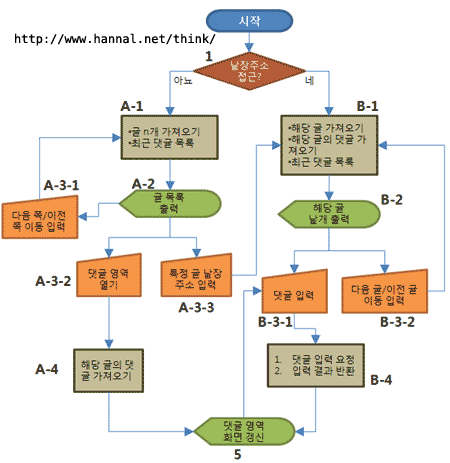 시작
http://www.hannal.net/think/
1
낱장주소
접근?
아뇨
네
A-1
•글 n개 가져오기
•최근 댓글 목록
B-1
•해당 글 가져오기
•해당 글의 댓글 가
져오기
•최근 댓글 목록
A-3-1
다음 쪽/이전
쪽 이동 입력
A-2
글 목록
출력
B-2
해당 글
낱개 출력
A-3-2
댓글 영역
열기
특정 글 낱장
주소 입력
A-3-3
댓글 입력
B-3-1
다음 글/이전 글
이동 입력
B-3-2
A-4
해당 글의 댓
글 가져오기
1. 댓글 입력 요청
2. 입력 결과 반환
B-4
댓글 영역
화면 갱신
5